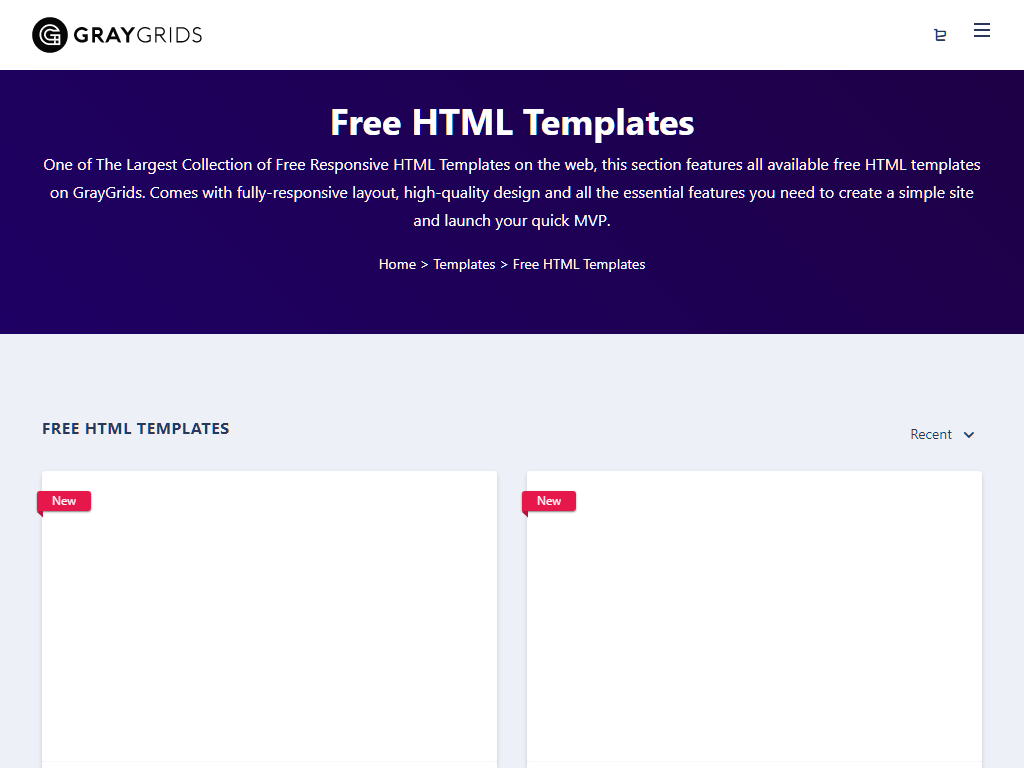 GRAYGRIDS
Free HTML Templates
One of The Largest Collection of Free Responsive HTML Templates on the web, this section features all available free HTML templates
on GrayGrids. Comes with fully-responsive layout, high-quality design and all the essential features you need to create a simple site
and launch your quick MVP.
Home > Templates > Free HTML Templates
FREE HTML TEMPLATES
Recent
New
New